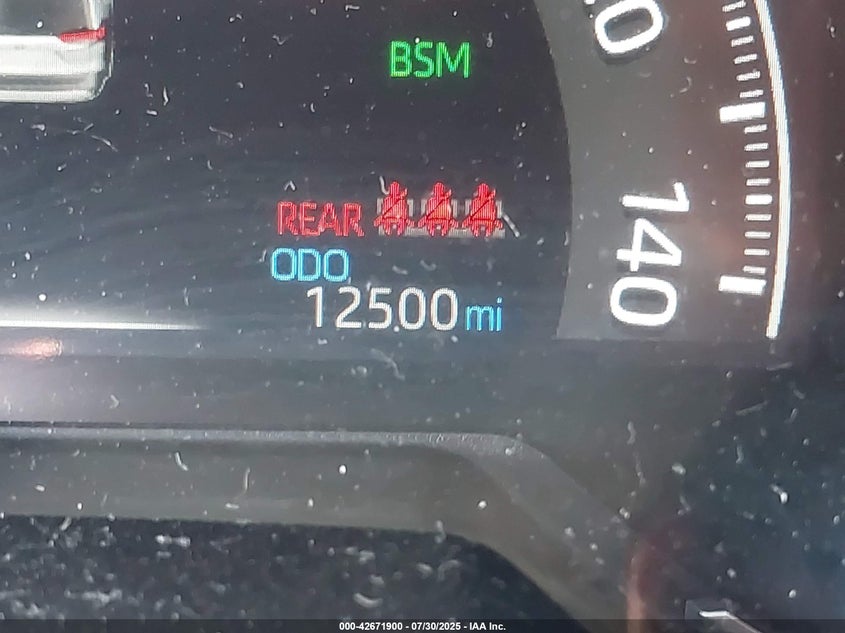 BSM
REAR
ODO
12500 mi
140
000-42671900 - 07/30/2025 - IAA Inc.